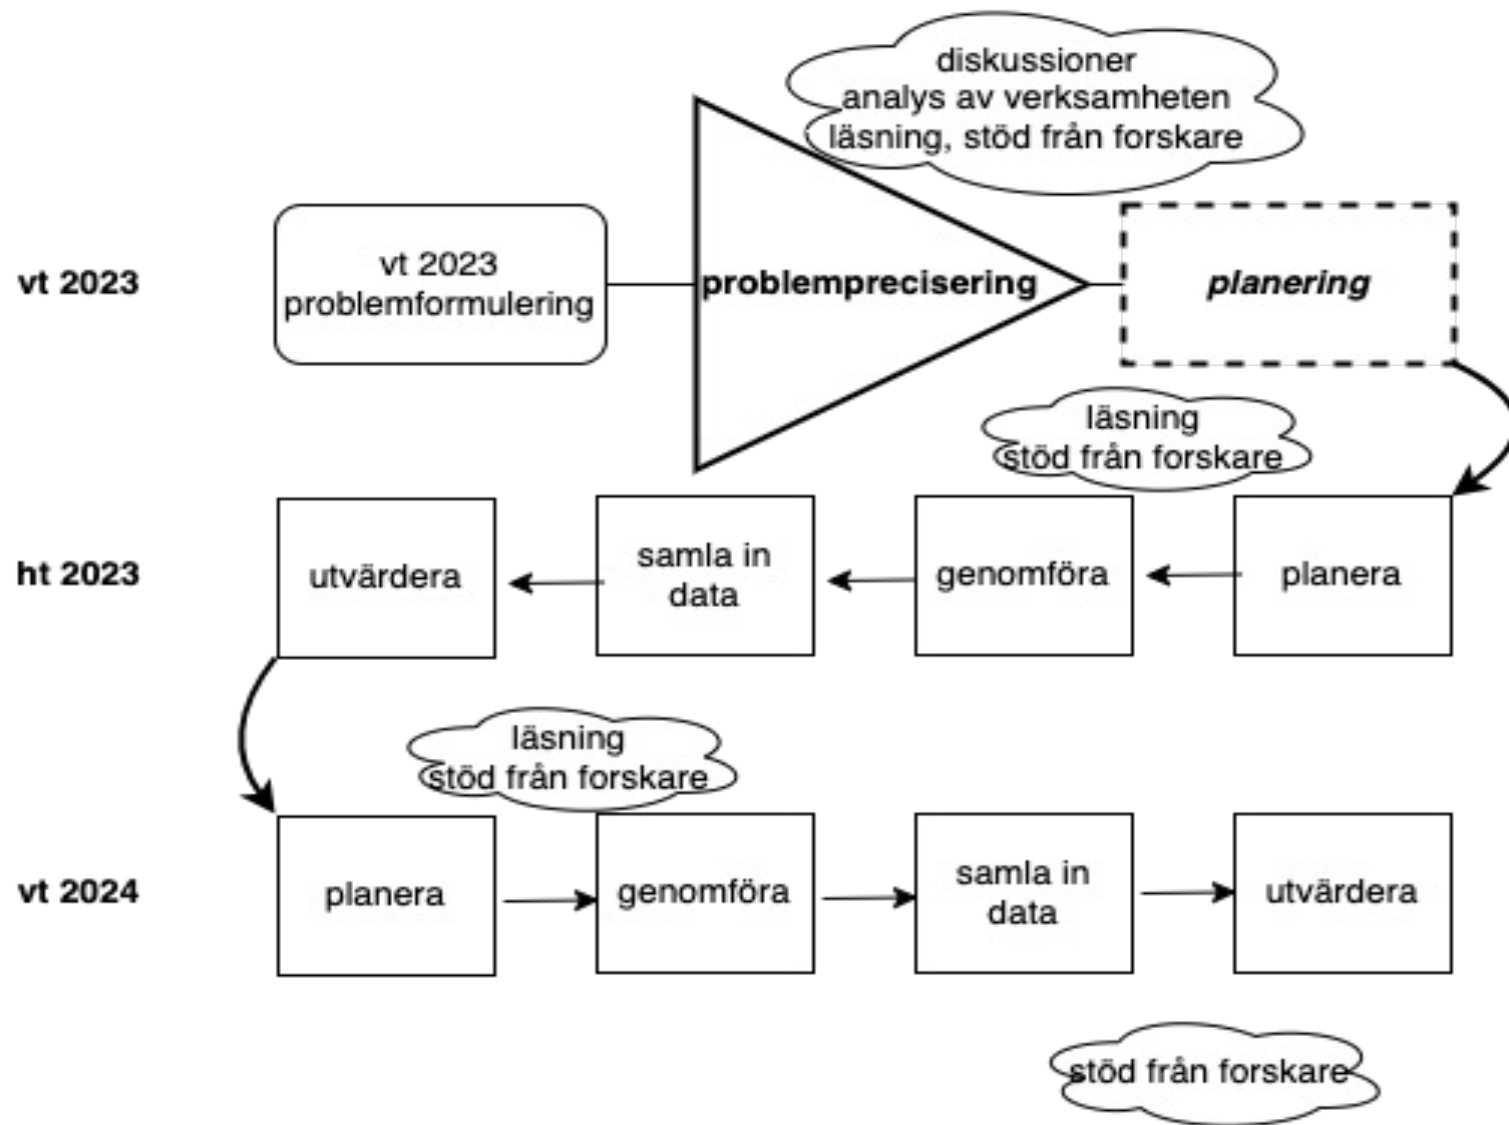 diskussioner
analys av verksamheten
läsning, stöd från forskare
vt 2023
vt 2023
problemformulering
problemprecisering
planering
läsning
stöd från forskare
ht 2023
utvärdera
samla in
data
genomföra
planera
läsning
stöd från forskare
vt 2024
planera
genomföra
samla in
data
utvärdera
stöd från forskare